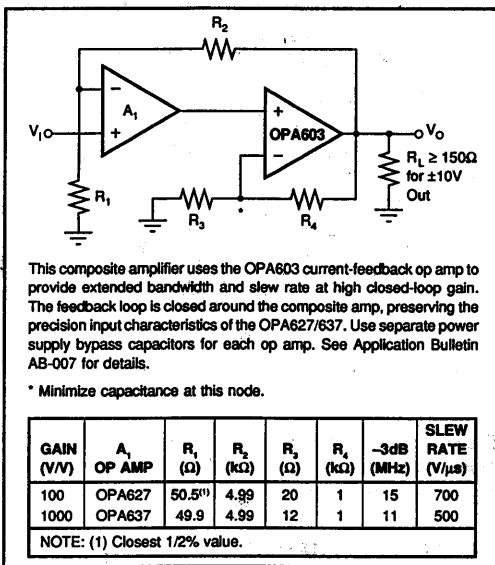 R₂
A₁
−
+
V_I
+
OPA603
−
V_O
R_L ≥ 150Ω
for ±10V
Out
R₁
R₃
*
R₄
This composite amplifier uses the OPA603 current-feedback op amp to
provide extended bandwidth and slew rate at high closed-loop gain.
The feedback loop is closed around the composite amp, preserving the
precision input characteristics of the OPA627/637. Use separate power
supply bypass capacitors for each op amp. See Application Bulletin
AB-007 for details.
* Minimize capacitance at this node.
GAIN (V/V) A₁ OP AMP R₁ (Ω) R₂ (kΩ) R₃ (Ω) R₄ (kΩ) –3dB (MHz) SLEW RATE (V/µs)
100 OPA627 50.5⁽¹⁾ 4.99 20 1 15 700
1000 OPA637 49.9 4.99 12 1 11 500
NOTE: (1) Closest 1/2% value.